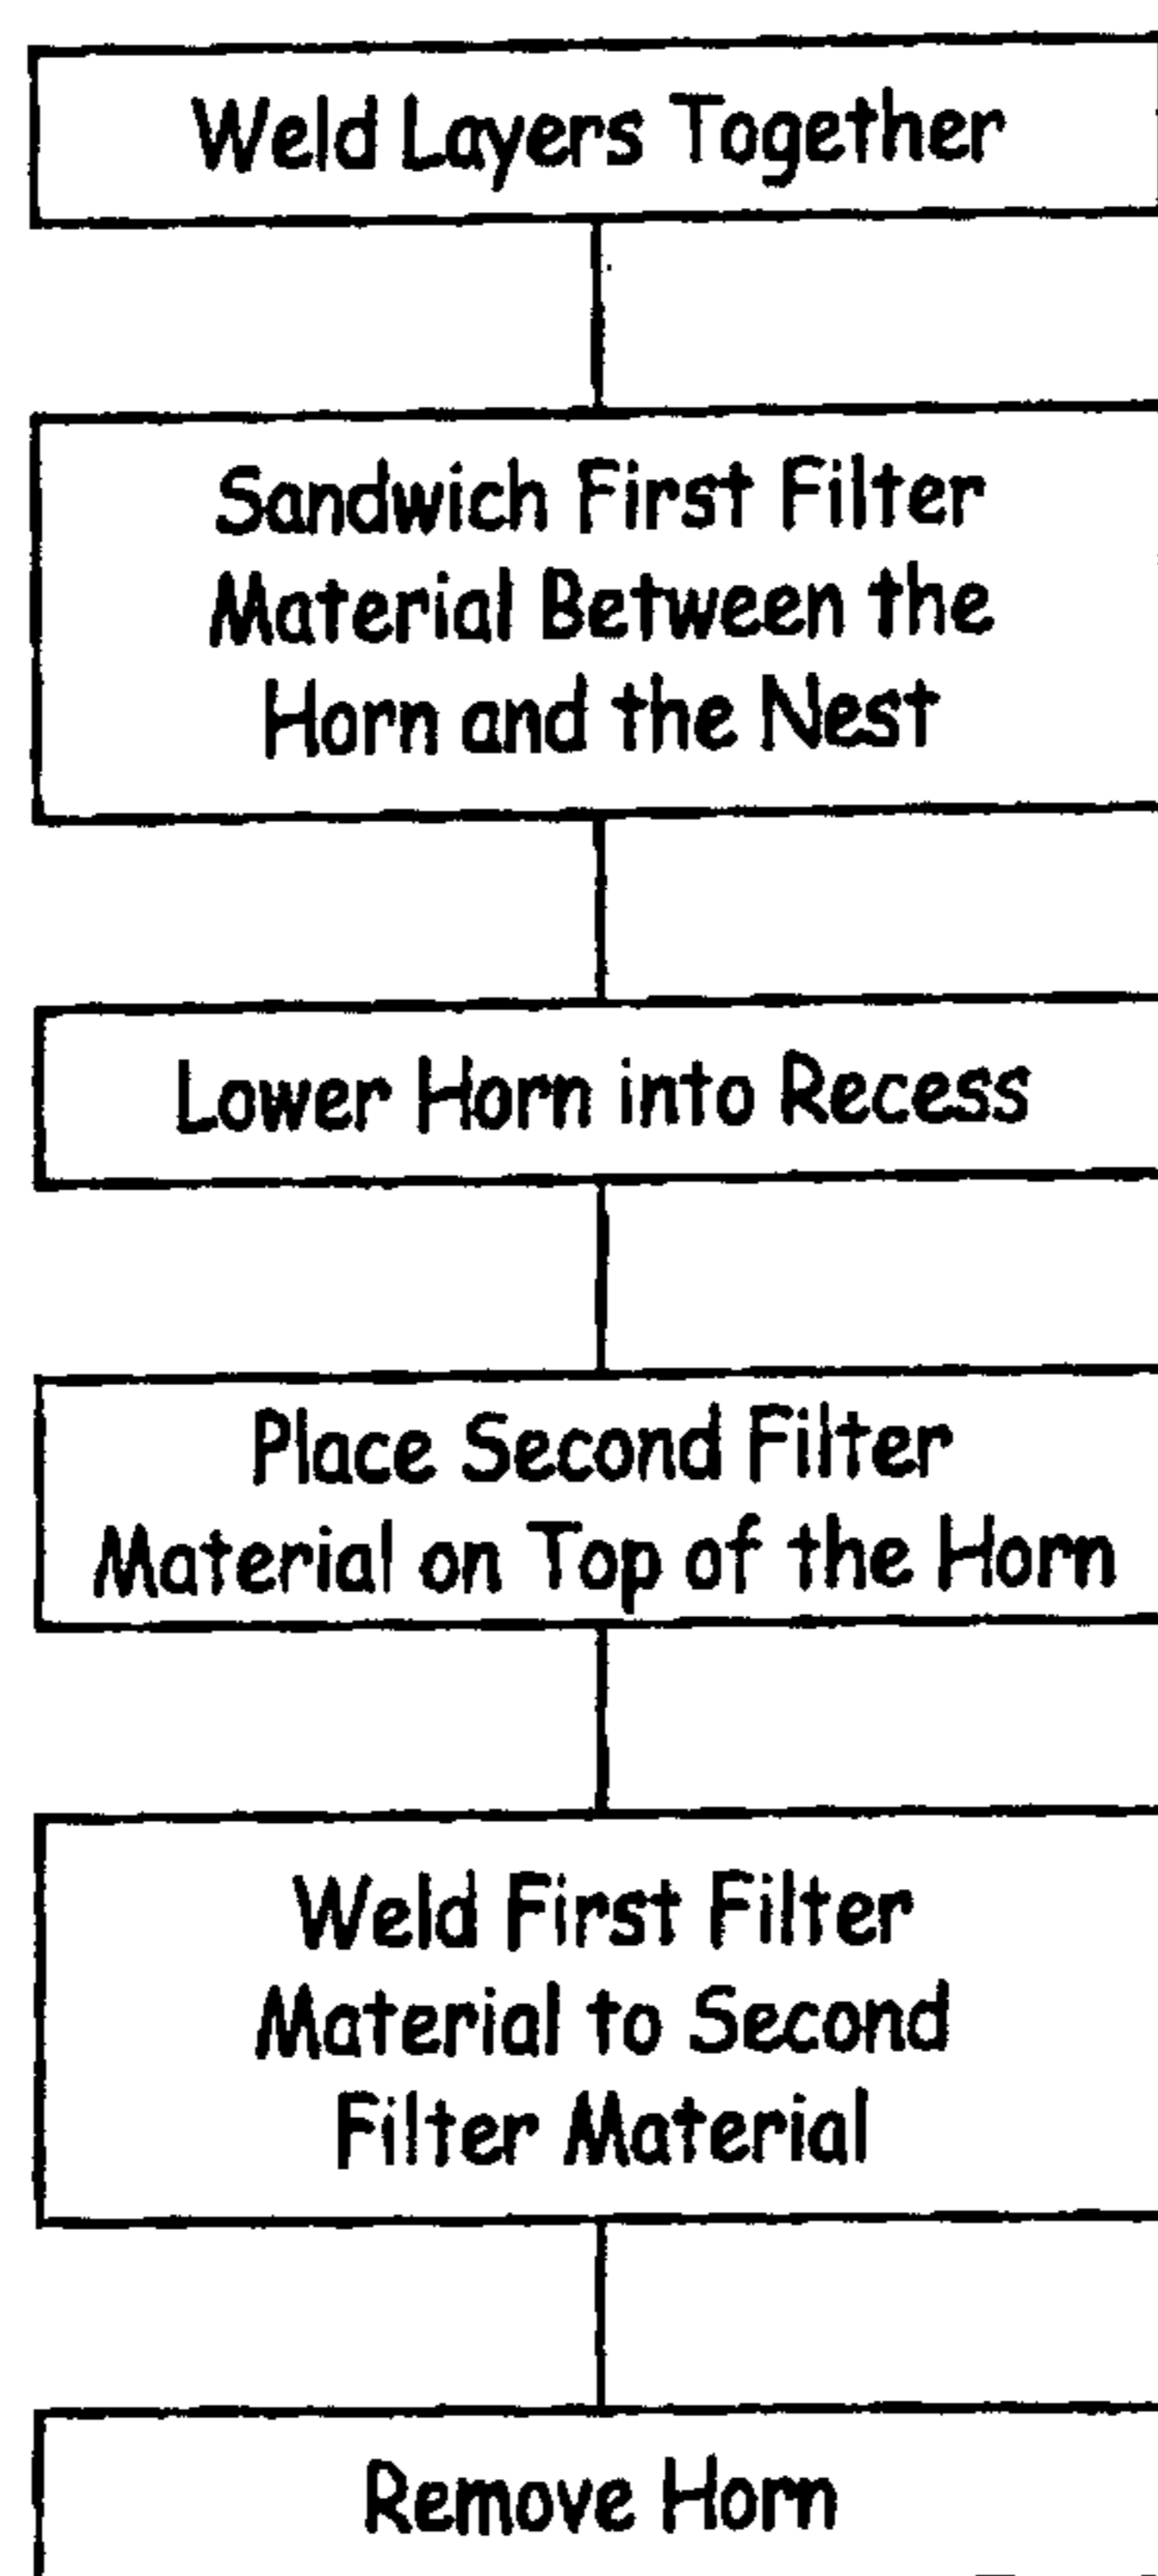 Weld Layers Together
Sandwich First Filter
Material Between the
Horn and the Nest
Lower Horn into Recess
Place Second Filter
Material on Top of the Horn
Weld First Filter
Material to Second
Filter Material
Remove Horn